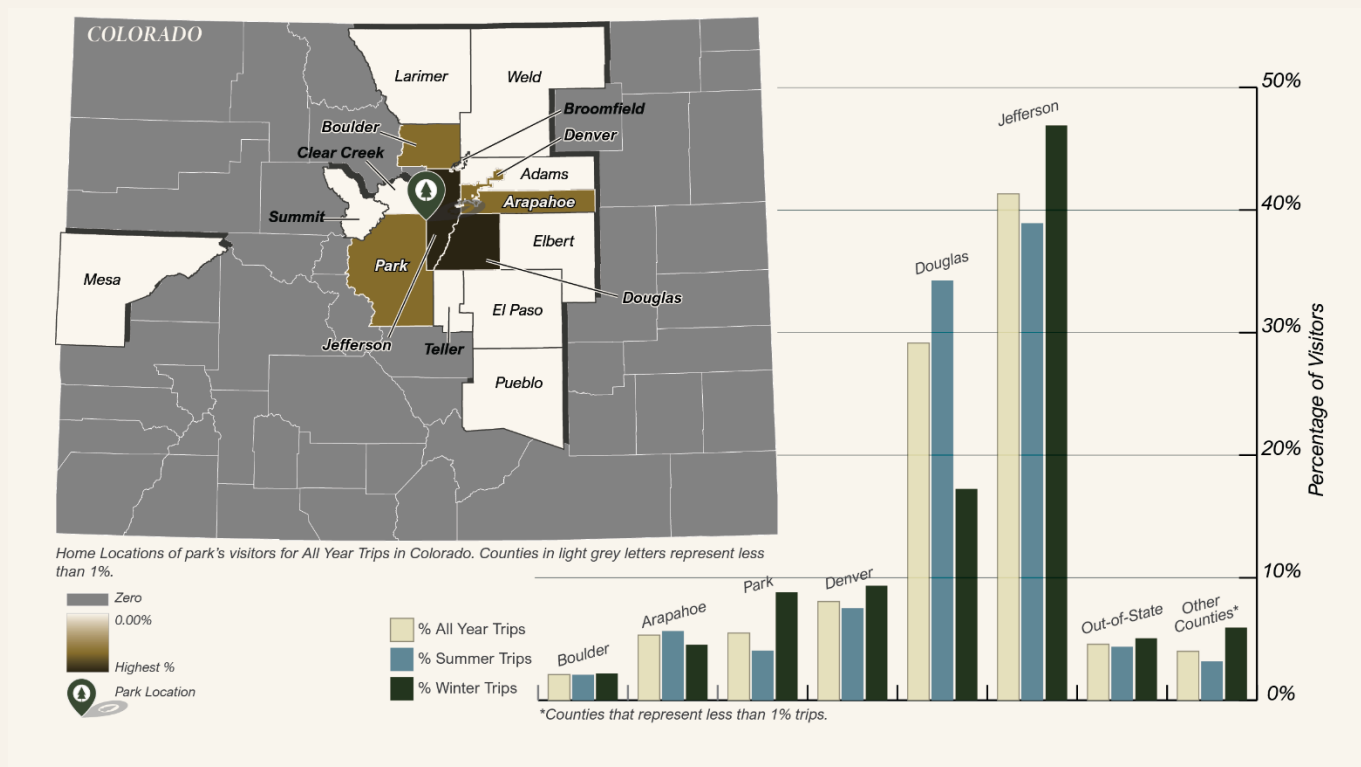 COLORADO
Larimer
Weld
Broomfield
Boulder
Denver
Clear Creek
Adams
Arapahoe
Summit
Elbert
Park
Mesa
Douglas
El Paso
Jefferson
Teller
Pueblo
Home Locations of park's visitors for All Year Trips in Colorado. Counties in light grey letters represent less
than 1%.
Zero
0.00%
Highest %
Park Location
% All Year Trips
% Summer Trips
% Winter Trips
Boulder
Arapahoe
Park
Denver
Douglas
Jefferson
Out-of-State
Other
Counties*
50%
40%
30%
20%
10%
0%
Percentage of Visitors
*Counties that represent less than 1% trips.